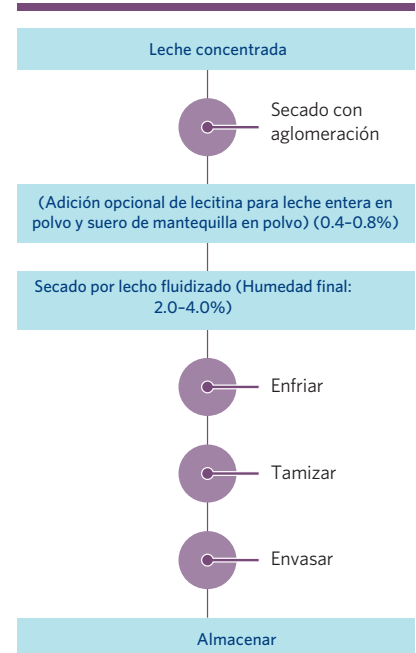 Leche concentrada
Secado con
aglomeración
(Adición opcional de lecitina para leche entera en
polvo y suero de mantequilla en polvo) (0.4–0.8%)
Secado por lecho fluidizado (Humedad final:
2.0–4.0%)
Enfriar
Tamizar
Envasar
Almacenar